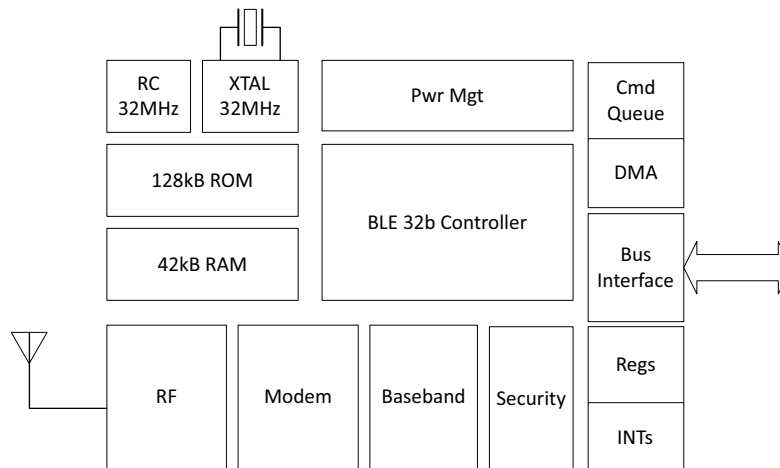 RC
32MHz
XTAL
32MHz
Pwr Mgt
Cmd
Queue
128kB ROM
DMA
BLE 32b Controller
42kB RAM
Bus
Interface
RF
Modem
Baseband
Security
Regs
INTs